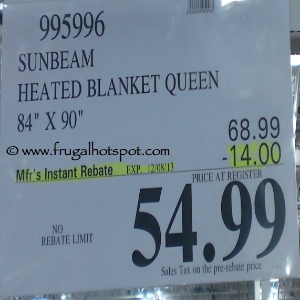 995996
SUNBEAM
HEATED BLANKET QUEEN
84" X 90"
68.99
www.frugalhotspot.com
-14.00
Mfr's Instant Rebate EXP. 12/08/13
PRICE AT REGISTER
54.99
NO
REBATE LIMIT
Sales Tax on the pre-rebate price